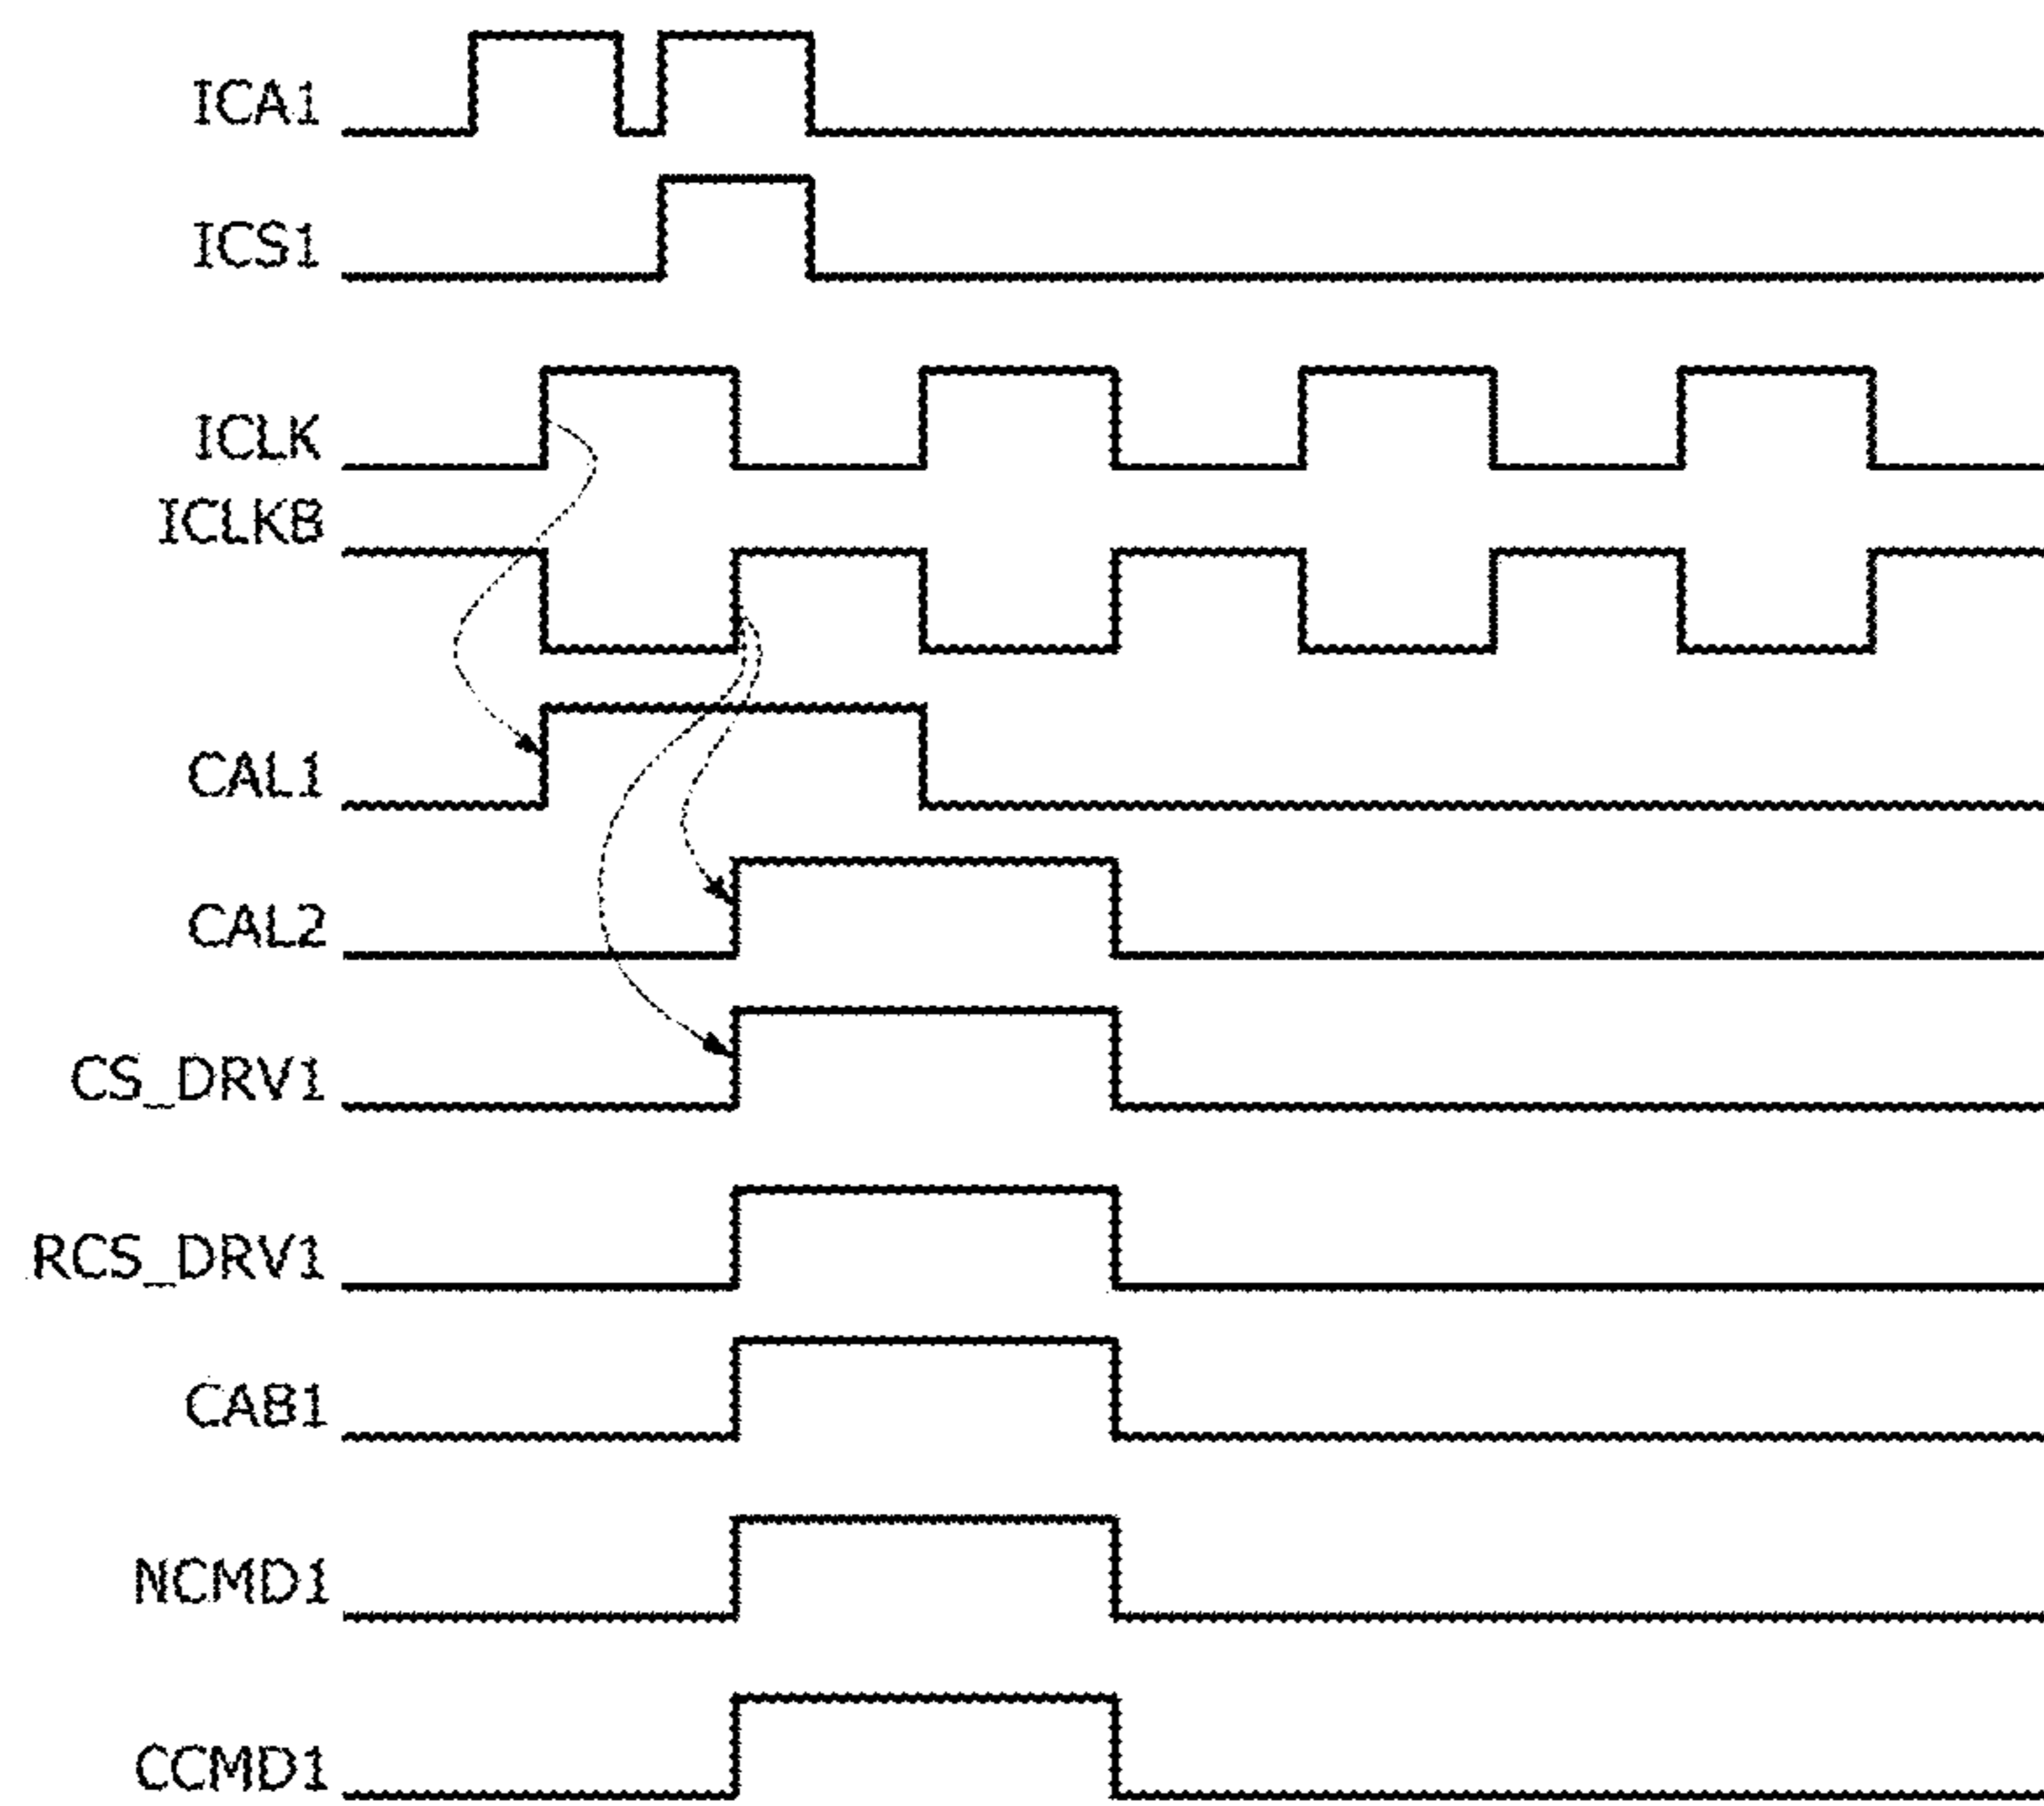 ICA1
ICS1
ICLK
ICLKB
CAL1
CAL2
CS_DRV1
RCS_DRV1
CAB1
NCMD1
CCMD1